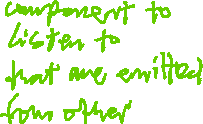 component to
listen to
that are emitted
from other